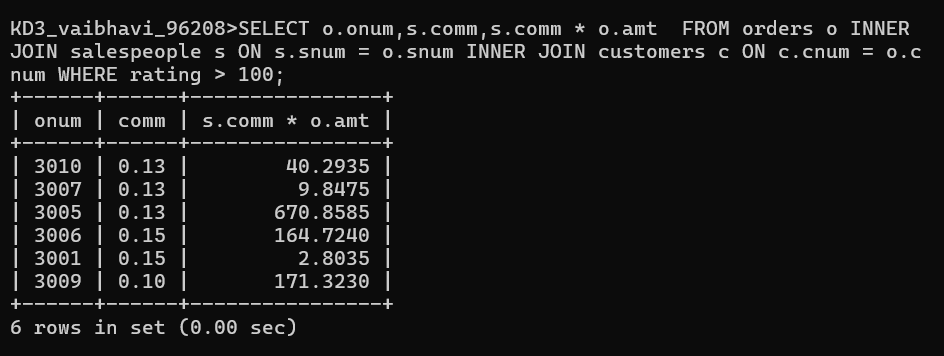 KD3_vaibhavi_96208>SELECT o.onum,s.comm,s.comm * o.amt  FROM orders o INNER
JOIN salespeople s ON s.snum = o.snum INNER JOIN customers c ON c.cnum = o.c
num WHERE rating > 100;
+------+------+----------------+
| onum | comm | s.comm * o.amt |
+------+------+----------------+
| 3010 | 0.13 |        40.2935 |
| 3007 | 0.13 |         9.8475 |
| 3005 | 0.13 |       670.8585 |
| 3006 | 0.15 |       164.7240 |
| 3001 | 0.15 |         2.8035 |
| 3009 | 0.10 |       171.3230 |
+------+------+----------------+
6 rows in set (0.00 sec)